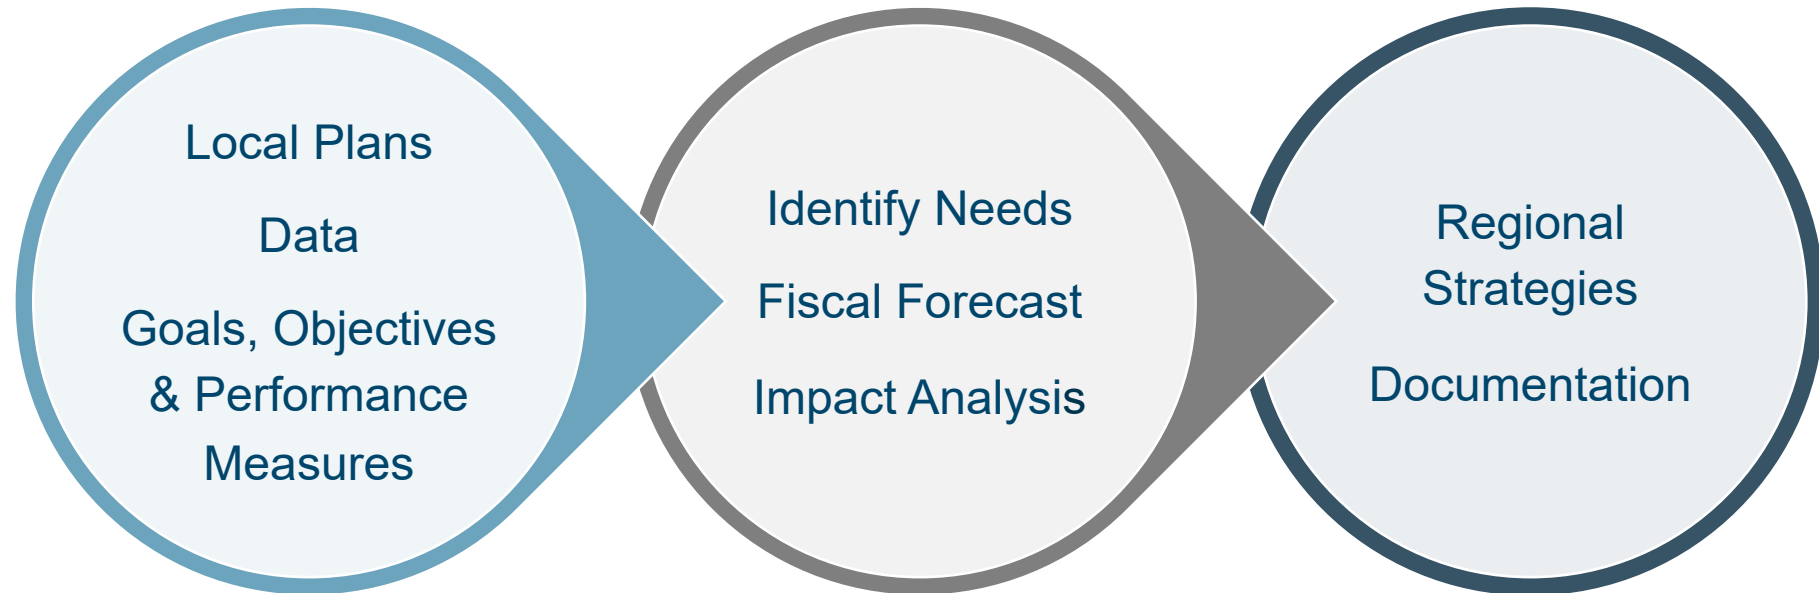 Local Plans
Data
Goals, Objectives
& Performance
Measures
Identify Needs
Fiscal Forecast
Impact Analysis
Regional
Strategies
Documentation